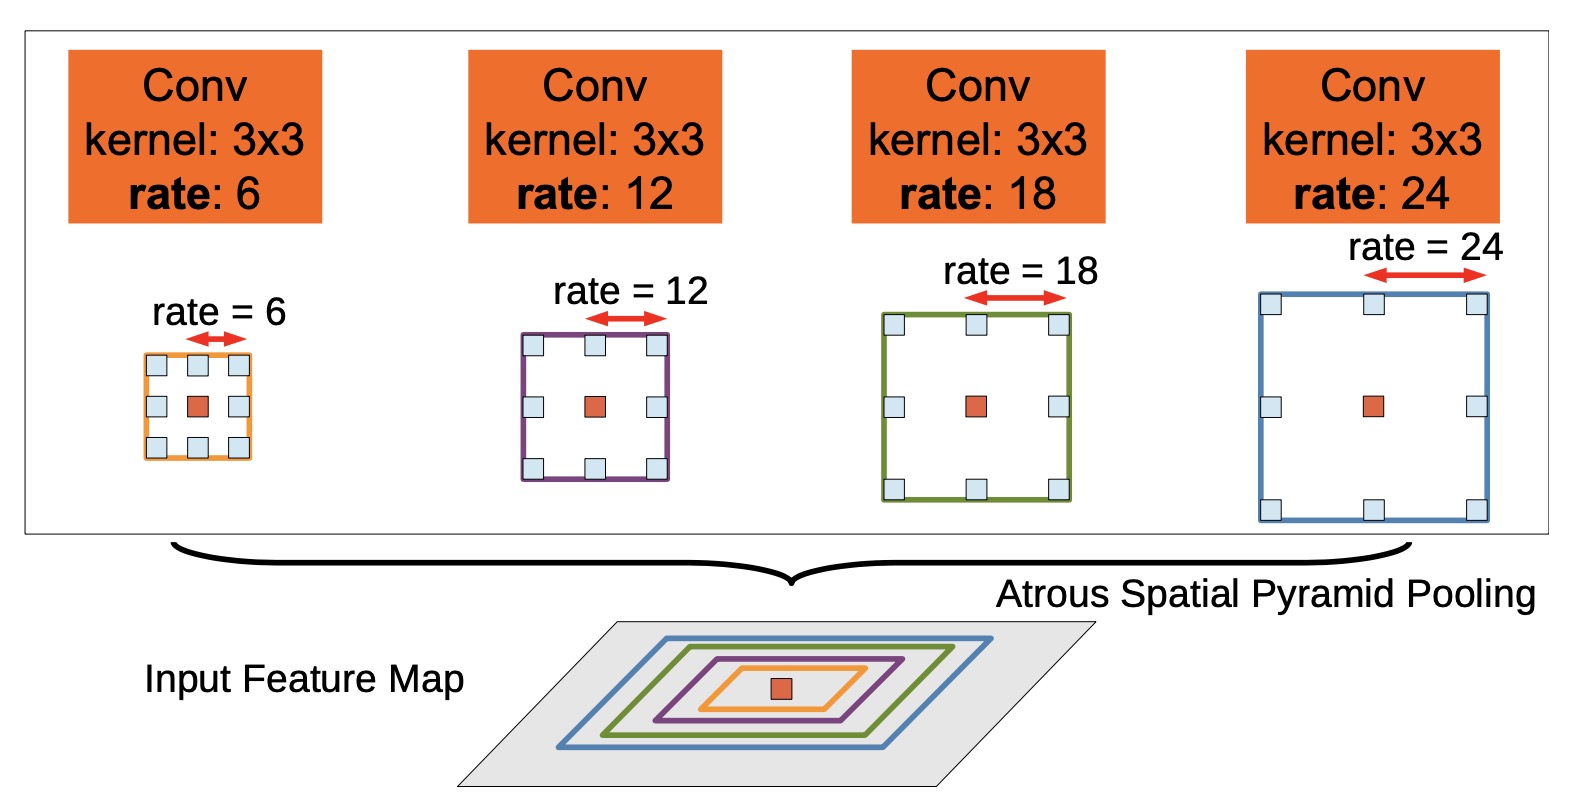 Conv
kernel: 3x3
rate: 6
Conv
kernel: 3x3
rate: 12
Conv
kernel: 3x3
rate: 18
Conv
kernel: 3x3
rate: 24
rate = 6
rate = 12
rate = 18
rate = 24
Atrous Spatial Pyramid Pooling
Input Feature Map